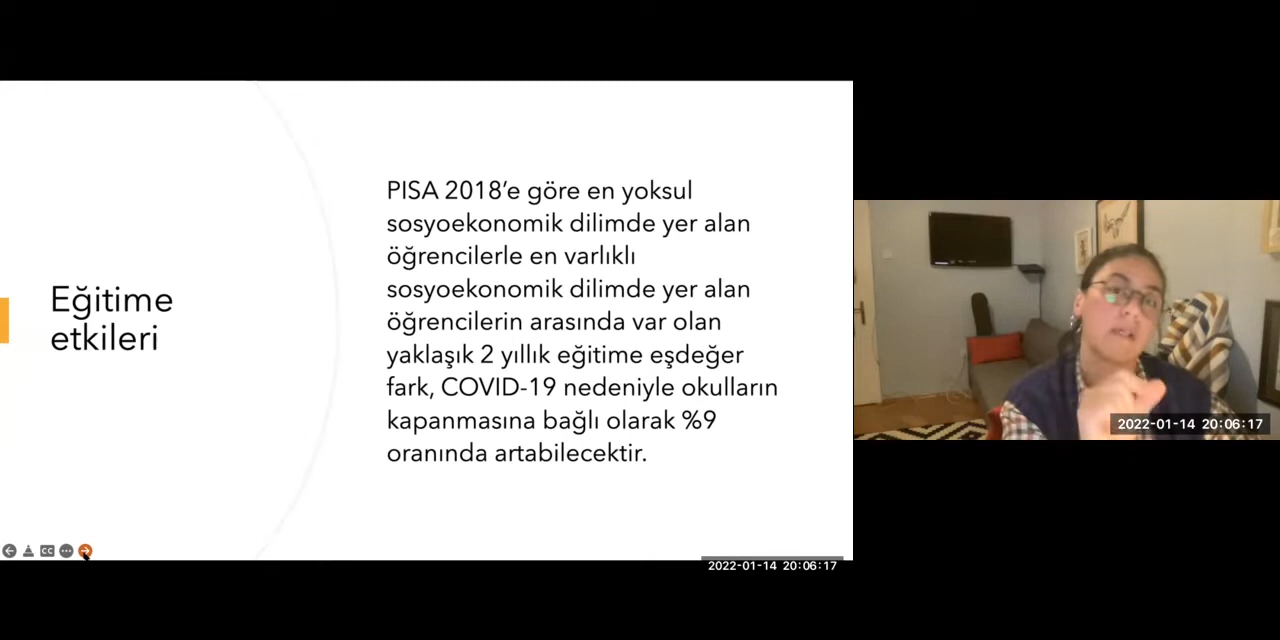 Eğitime
etkileri
PISA 2018’e göre en yoksul
sosyoekonomik dilimde yer alan
öğrencilerle en varlıklı
sosyoekonomik dilimde yer alan
öğrencilerin arasında var olan
yaklaşık 2 yıllık eğitime eşdeğer
fark, COVID-19 nedeniyle okulların
kapanmasına bağlı olarak %9
oranında artabilecektir.
CC
2022-01-14 20:06:17
2022-01-14 20:06:17